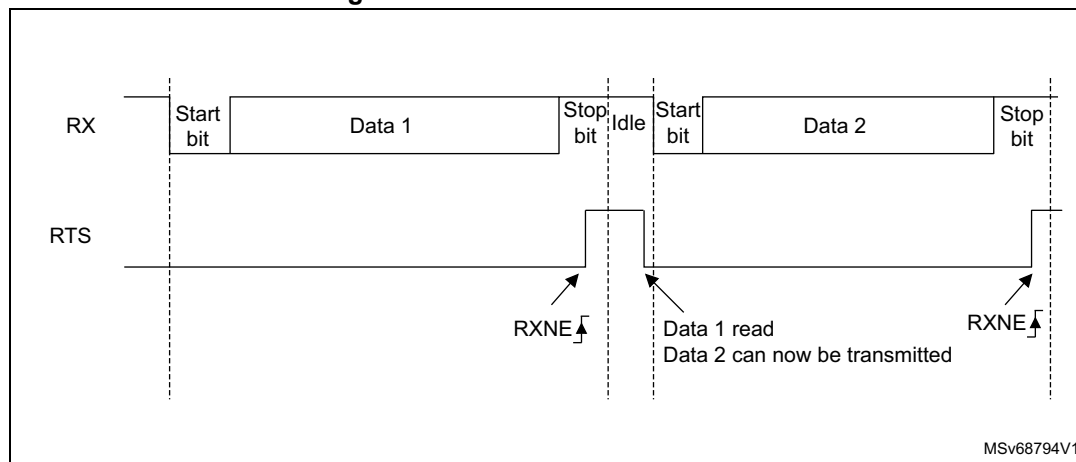 RX
Start
bit
Data 1
Stop
bit
Idle
Start
bit
Data 2
Stop
bit
RTS
RXNE
Data 1 read
Data 2 can now be transmitted
RXNE
MSv68794V1